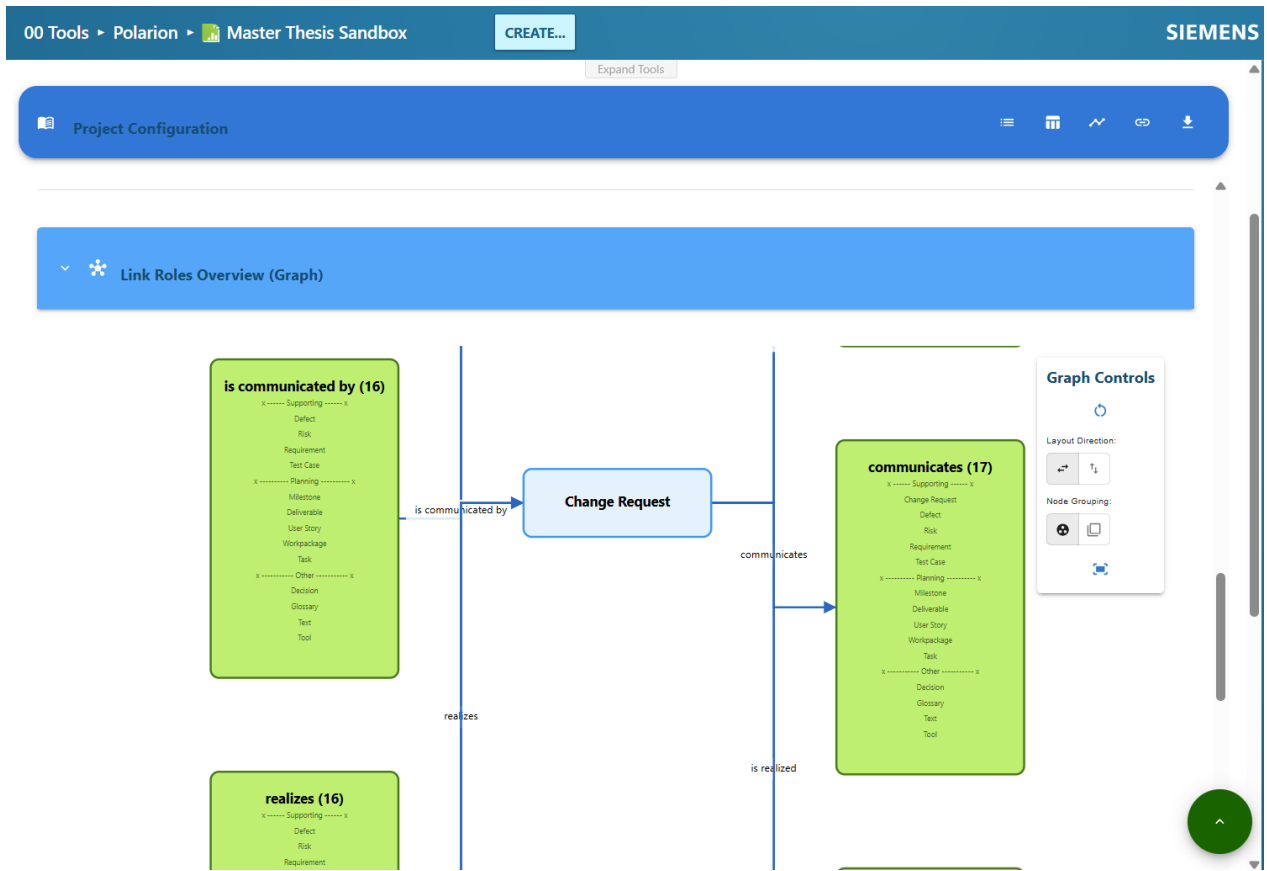 00 Tools ▸ Polarion ▸ Master Thesis Sandbox
CREATE...
SIEMENS
Expand Tools
Project Configuration
Link Roles Overview (Graph)
is communicated by (16)
x ------ Supporting ------ x
Defect
Risk
Requirement
Test Case
x ---------- Planning ---------- x
Milestone
Deliverable
User Story
Workpackage
Task
x ----------- Other ----------- x
Decision
Glossary
Text
Tool
is communicated by
Change Request
communicates
communicates (17)
x ------ Supporting ------ x
Change Request
Defect
Risk
Requirement
Test Case
x ---------- Planning ---------- x
Milestone
Deliverable
User Story
Workpackage
Task
x ----------- Other ----------- x
Decision
Glossary
Text
Tool
Graph Controls
Layout Direction:
Node Grouping:
realizes
is realized
realizes (16)
x ------ Supporting ------ x
Defect
Risk
Requirement